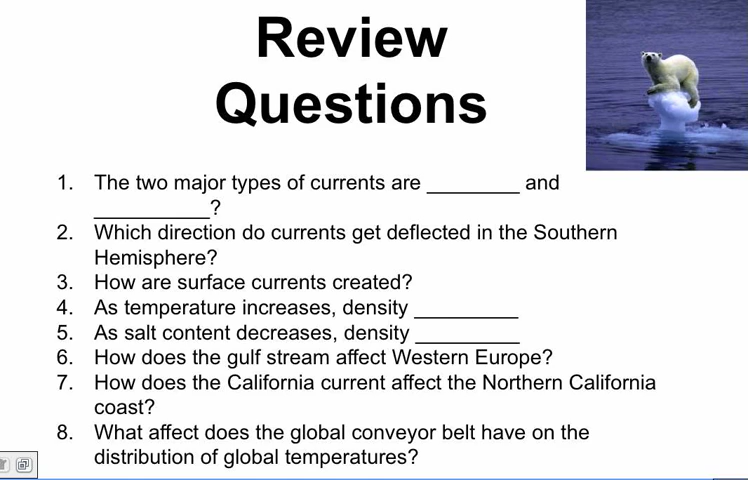 Review
Questions
1. The two major types of currents are ________ and
__________?
2. Which direction do currents get deflected in the Southern
Hemisphere?
3. How are surface currents created?
4. As temperature increases, density _________
5. As salt content decreases, density _________
6. How does the gulf stream affect Western Europe?
7. How does the California current affect the Northern California
coast?
8. What affect does the global conveyor belt have on the
distribution of global temperatures?